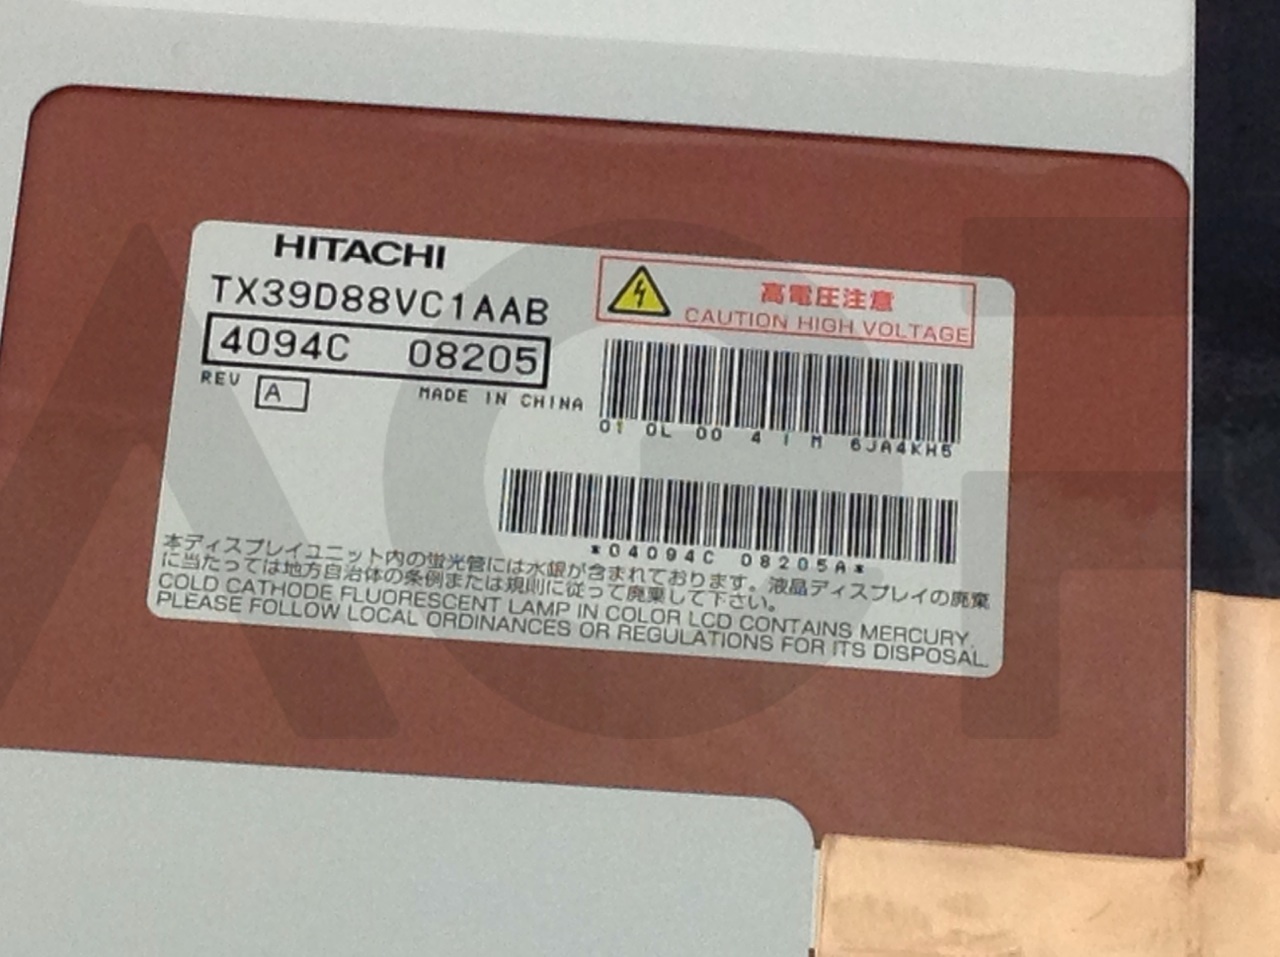 HITACHI
TX39D88VC1AAB
4094C 08205
REV A MADE IN CHINA
高電圧注意
CAUTION HIGH VOLTAGE
01 0L 00 4 1 M 6JA4KH5
*04094C 08205A*
本ディスプレイユニット内の蛍光管には水銀が含まれております。液晶ディスプレイの廃棄
に当たっては地方自治体の条例または規則に従って廃棄して下さい。
COLD CATHODE FLUORESCENT LAMP IN COLOR LCD CONTAINS MERCURY,
PLEASE FOLLOW LOCAL ORDINANCES OR REGULATIONS FOR ITS DISPOSAL.